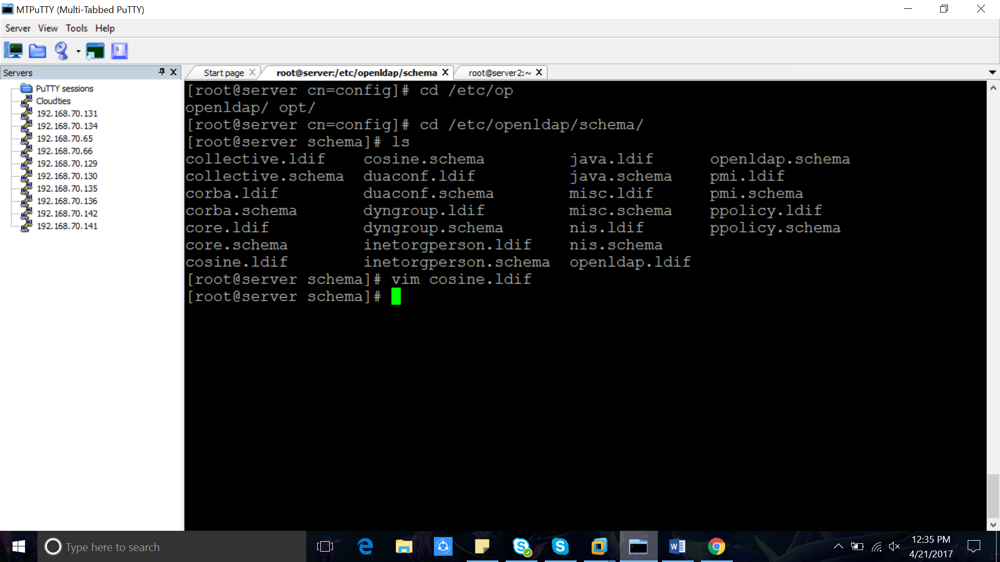 MTPuTTY (Multi-Tabbed PuTTY)
Server View Tools Help
S
Servers
Start page root@server:/etc/openldap/schema root@server2:~
PuTTY sessions
Cloudties
192.168.70.131
192.168.70.134
192.168.70.65
192.168.70.66
192.168.70.129
192.168.70.130
192.168.70.135
192.168.70.136
192.168.70.142
192.168.70.141
[root@server cn=config]# cd /etc/op
openldap/ opt/
[root@server cn=config]# cd /etc/openldap/schema/
[root@server schema]# ls
collective.ldif cosine.schema java.ldif openldap.schema
collective.schema duaconf.ldif java.schema pmi.ldif
corba.ldif duaconf.schema misc.ldif pmi.schema
corba.schema dyngroup.ldif misc.schema ppolicy.ldif
core.ldif dyngroup.schema nis.ldif ppolicy.schema
core.schema inetorgperson.ldif nis.schema
cosine.ldif inetorgperson.schema openldap.ldif
[root@server schema]# vim cosine.ldif
[root@server schema]#
Type here to search
12:35 PM
4/21/2017